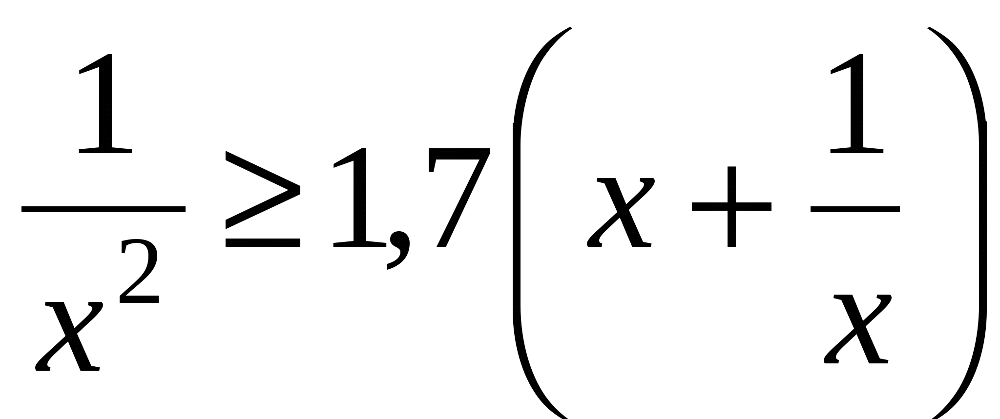 1/x² ≥ 1,7(x + 1/x)